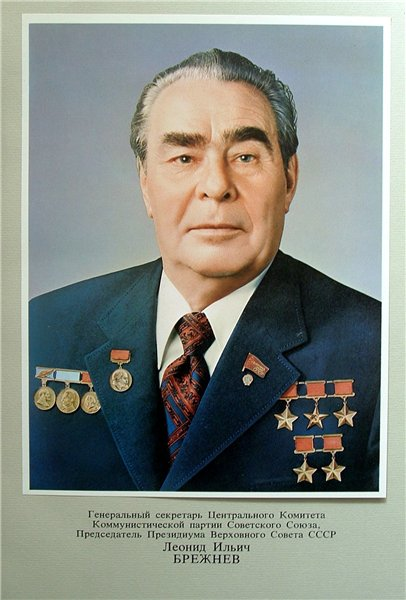 Генеральный секретарь Центрального Комитета
Коммунистической партии Советского Союза,
Председатель Президиума Верховного Совета СССР
Леонид Ильич
БРЕЖНЕВ